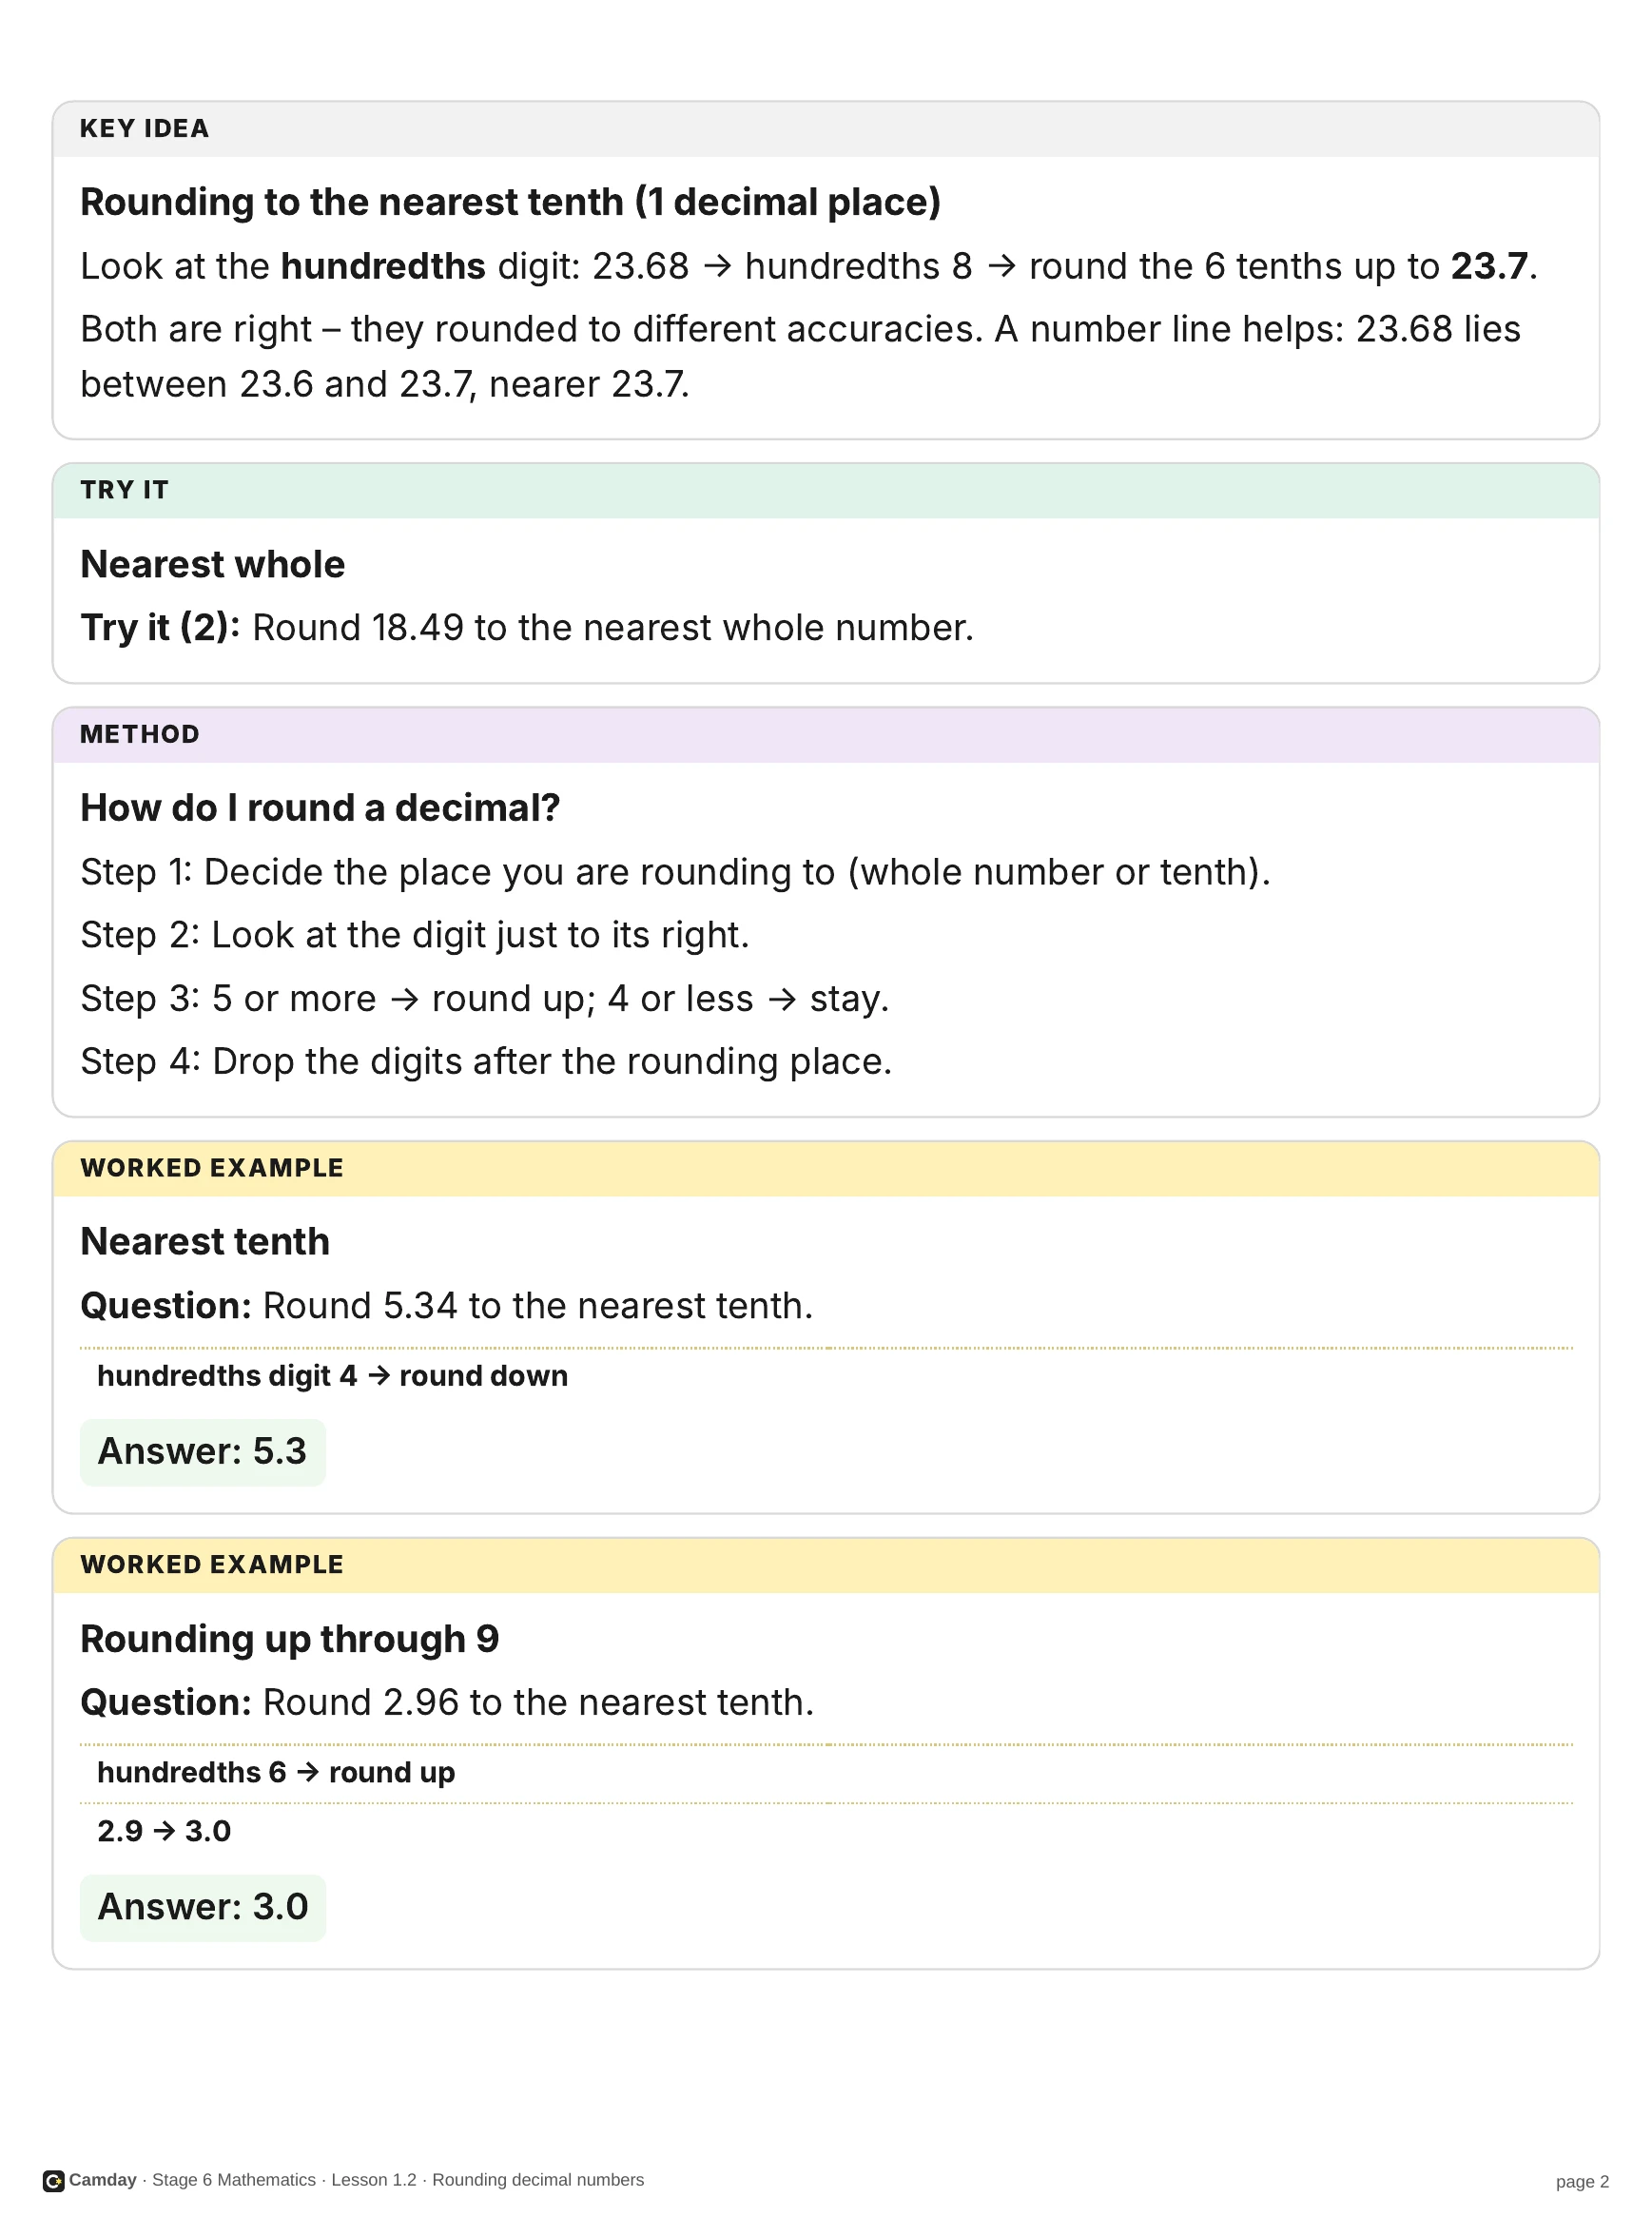 KEY IDEA
Rounding to the nearest tenth (1 decimal place)
Look at the hundredths digit: 23.68 → hundredths 8 → round the 6 tenths up to 23.7.
Both are right – they rounded to different accuracies. A number line helps: 23.68 lies
between 23.6 and 23.7, nearer 23.7.
TRY IT
Nearest whole
Try it (2): Round 18.49 to the nearest whole number.
METHOD
How do I round a decimal?
Step 1: Decide the place you are rounding to (whole number or tenth).
Step 2: Look at the digit just to its right.
Step 3: 5 or more → round up; 4 or less → stay.
Step 4: Drop the digits after the rounding place.
WORKED EXAMPLE
Nearest tenth
Question: Round 5.34 to the nearest tenth.
hundredths digit 4 → round down
Answer: 5.3
WORKED EXAMPLE
Rounding up through 9
Question: Round 2.96 to the nearest tenth.
hundredths 6 → round up
2.9 → 3.0
Answer: 3.0
Camday · Stage 6 Mathematics · Lesson 1.2 · Rounding decimal numbers
page 2